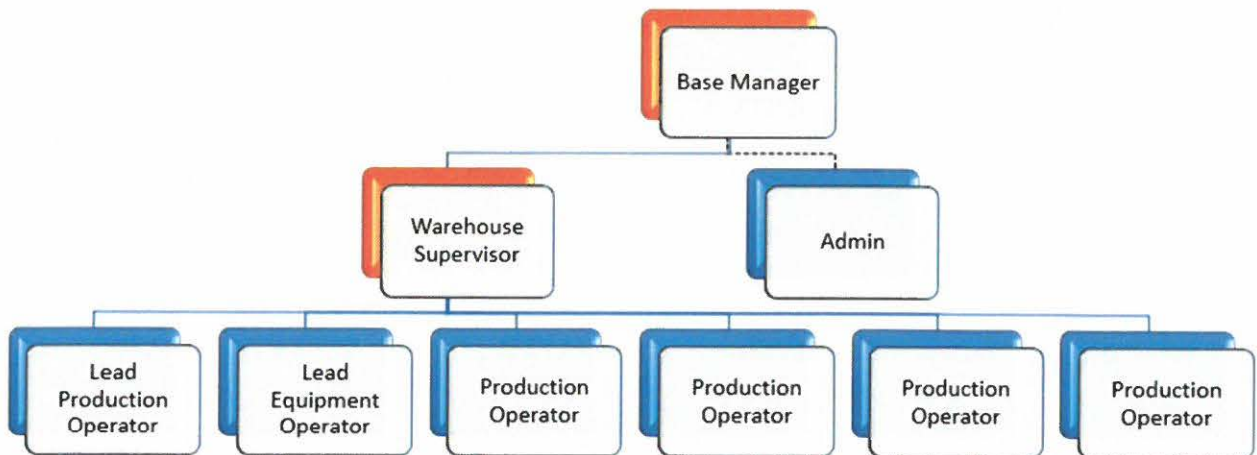 Base Manager
Warehouse
Supervisor
Admin
Lead
Production
Operator
Lead
Equipment
Operator
Production
Operator
Production
Operator
Production
Operator
Production
Operator